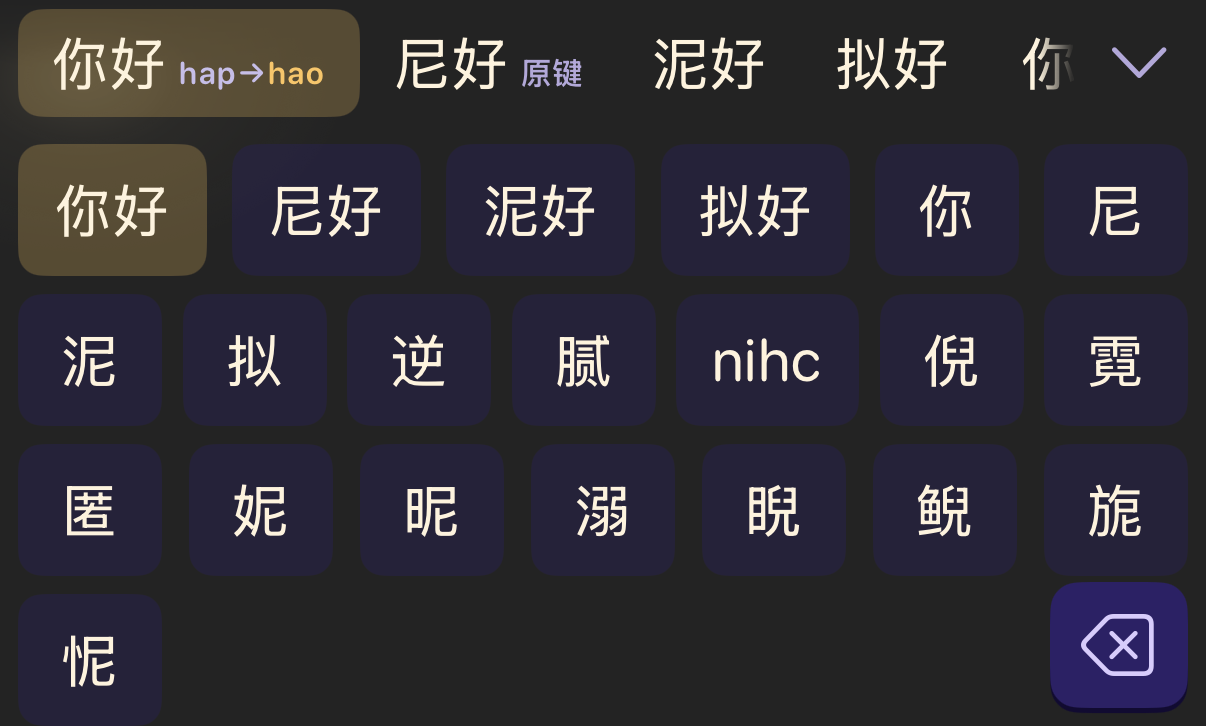 你好 hap→hao 尼好 原键 泥好 拟好 你
你好 尼好 泥好 拟好 你 尼
泥 拟 逆 腻 nihc 倪 霓
匿 妮 昵 溺 睨 鲵 旎
怩